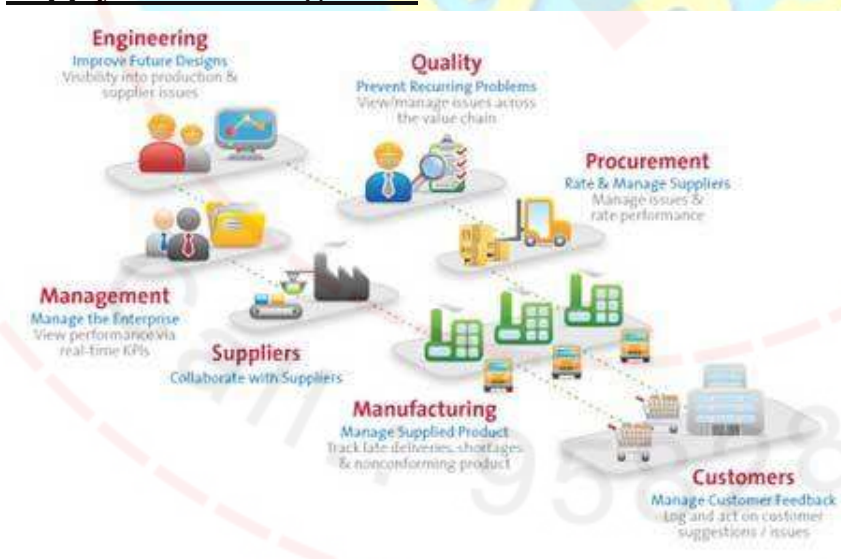 Engineering
Improve Future Designs
Visibility into production &
supplier issues
Quality
Prevent Recurring Problems
View/manage issues across
the value chain
Procurement
Rate & Manage Suppliers
Manage issues &
rate performance
Management
Manage the Enterprise
View performance via
real-time KPIs
Suppliers
Collaborate with Suppliers
Manufacturing
Manage Supplied Product
Track late deliveries, shortages
& nonconforming product
Customers
Manage Customer Feedback
Log and act on customer
suggestions / issues